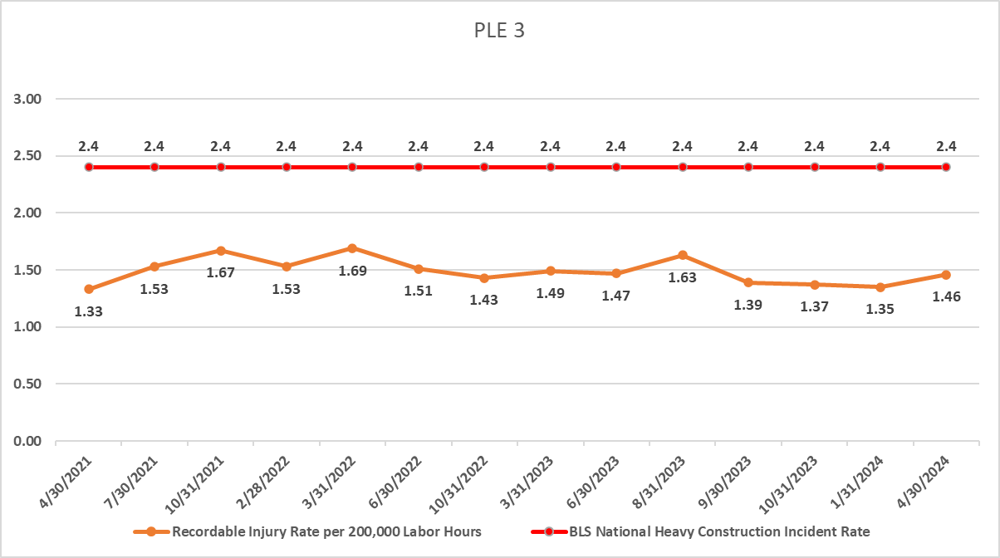 PLE 3
3.00
2.4 2.4 2.4 2.4 2.4 2.4 2.4 2.4 2.4 2.4 2.4 2.4 2.4 2.4
2.50
2.00
1.50
1.33 1.53 1.67 1.53 1.69 1.51 1.43 1.49 1.47 1.63 1.39 1.37 1.35 1.46
1.00
0.50
0.00
4/30/2021 7/30/2021 10/31/2021 2/28/2022 3/31/2022 6/30/2022 10/31/2022 3/31/2023 6/30/2023 8/31/2023 9/30/2023 10/31/2023 1/31/2024 4/30/2024
Recordable Injury Rate per 200,000 Labor Hours BLS National Heavy Construction Incident Rate